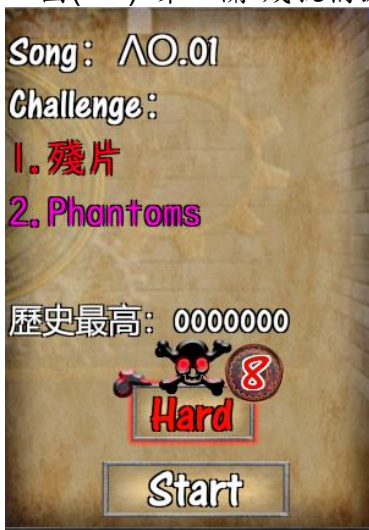 Song: ΛO.01
Challenge:
1.殘片
2.Phantoms
歷史最高: 0000000
8
Hard
Start